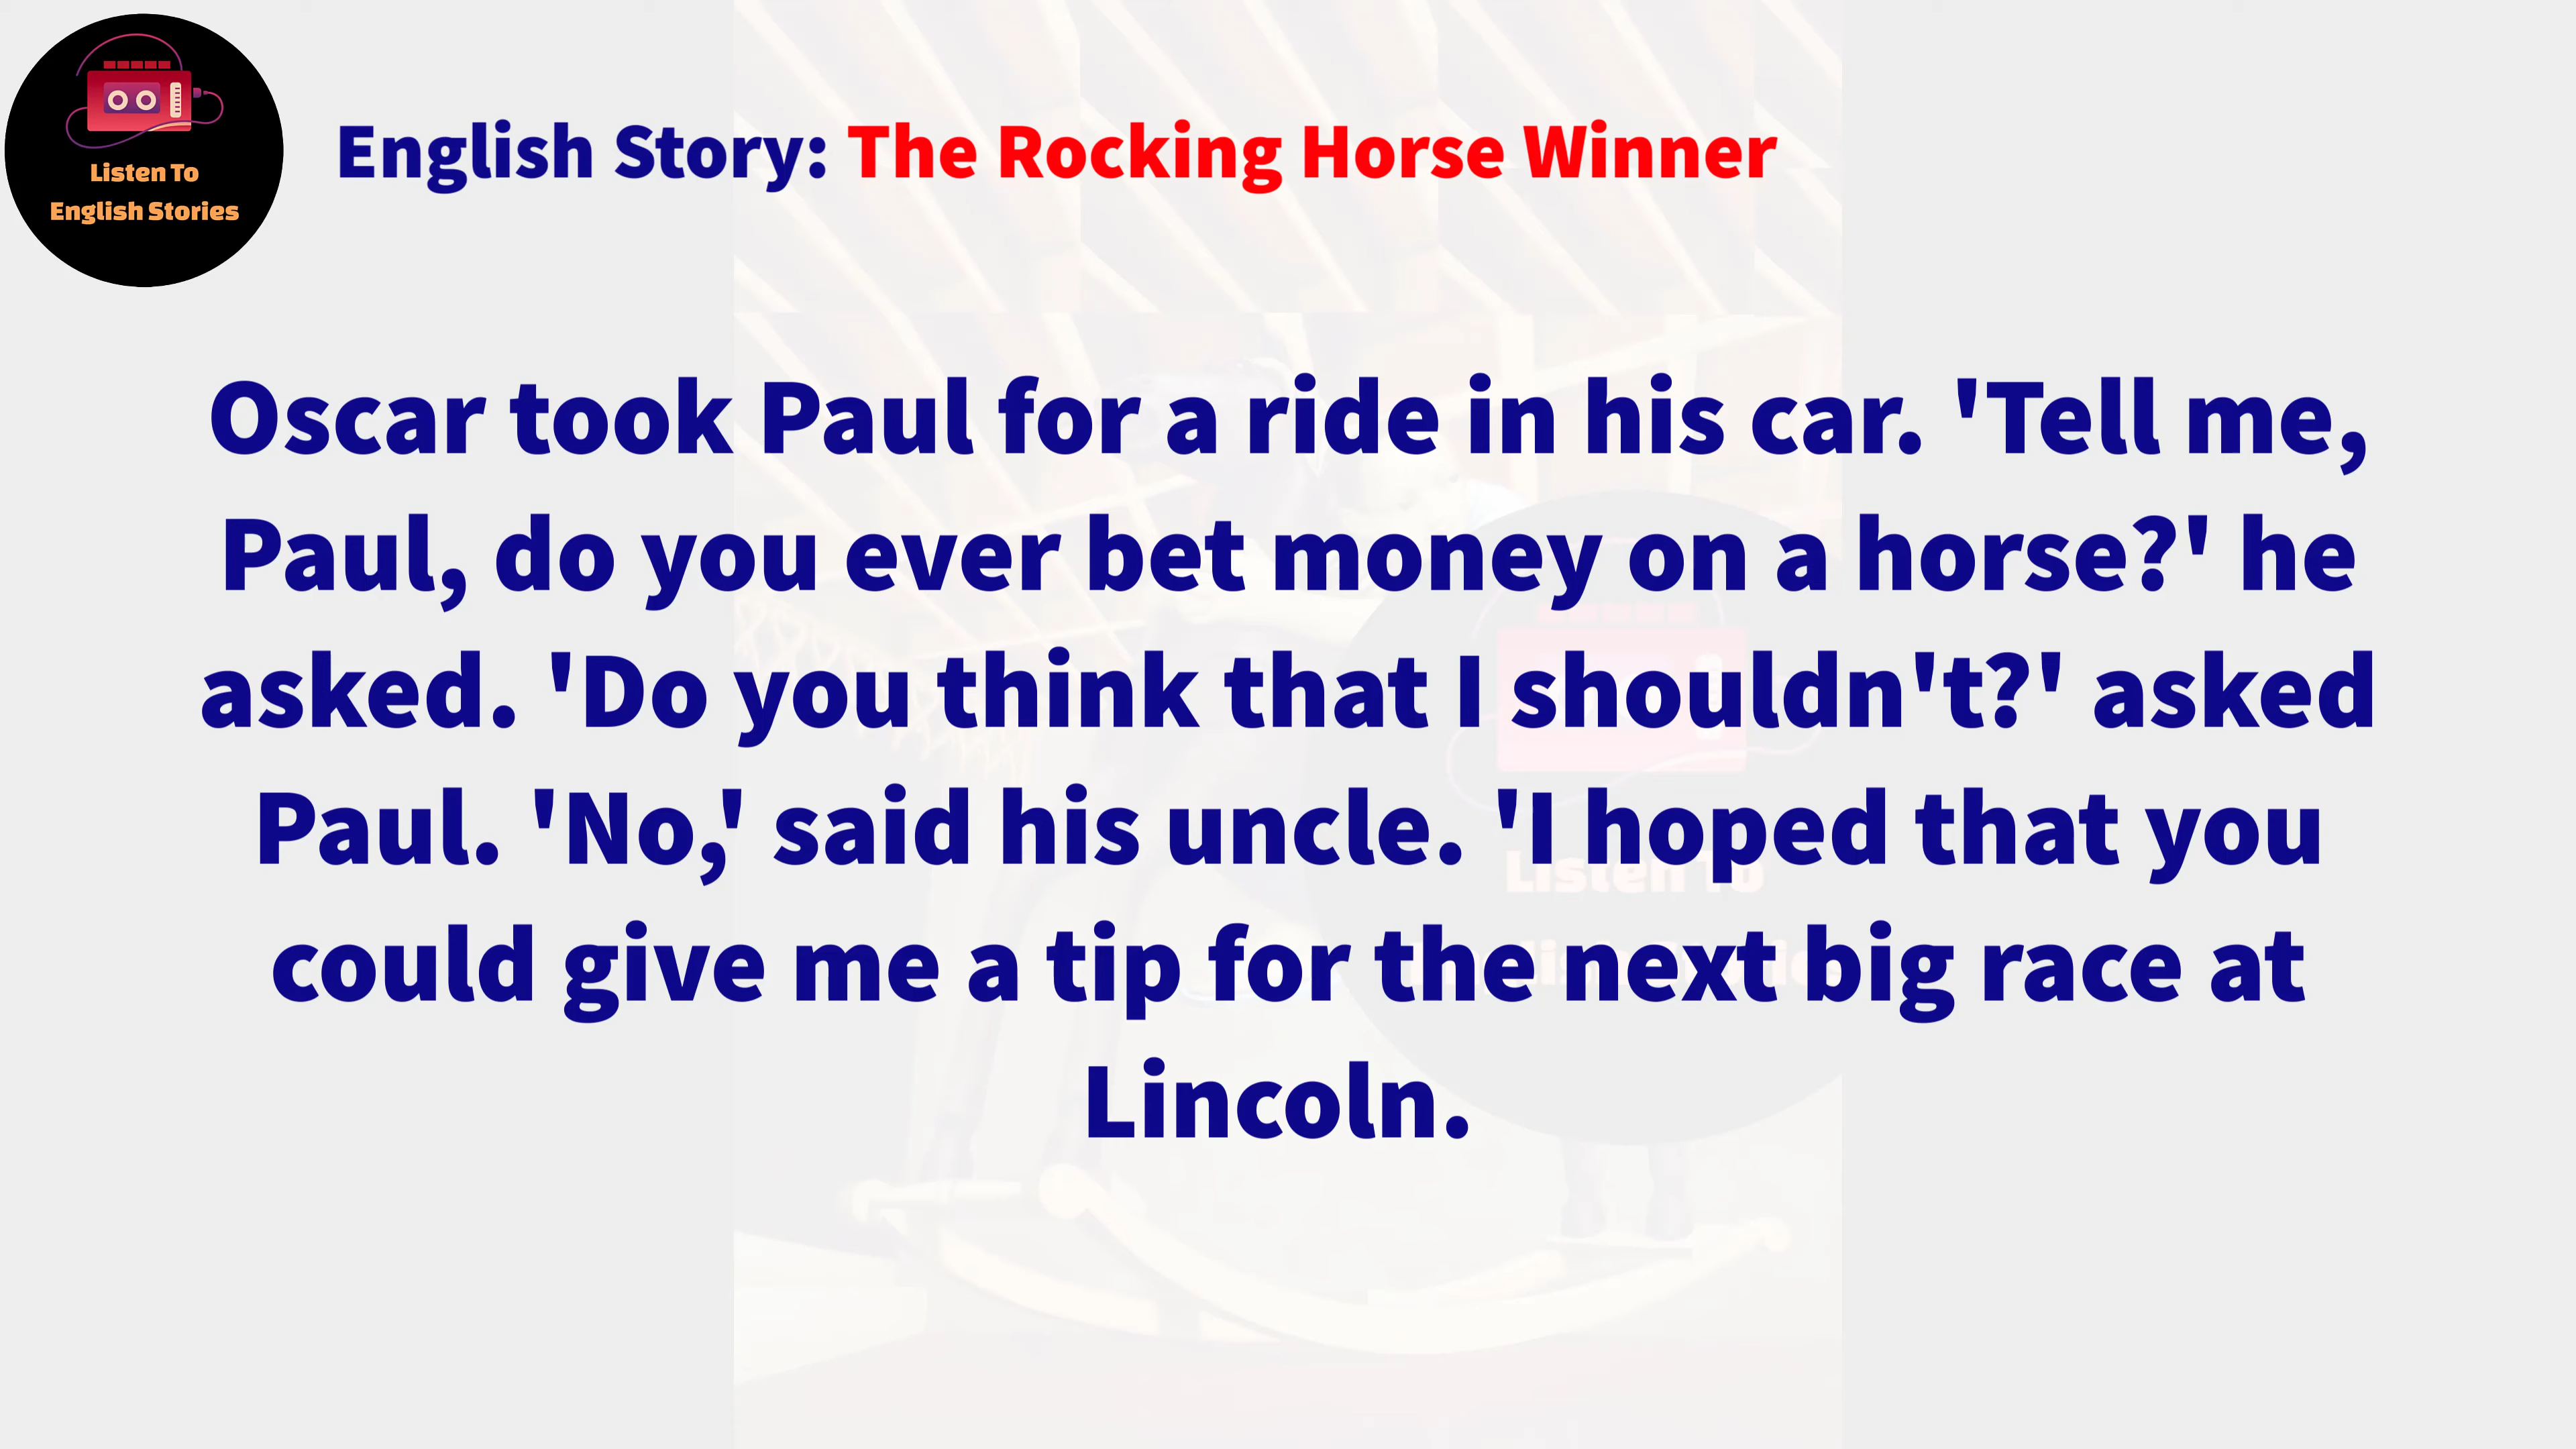 Listen To
English Stories
English Story: The Rocking Horse Winner
Oscar took Paul for a ride in his car. 'Tell me,
Paul, do you ever bet money on a horse?' he
asked. 'Do you think that I shouldn't?' asked
Paul. 'No,' said his uncle. 'I hoped that you
could give me a tip for the next big race at
Lincoln.
Listen To